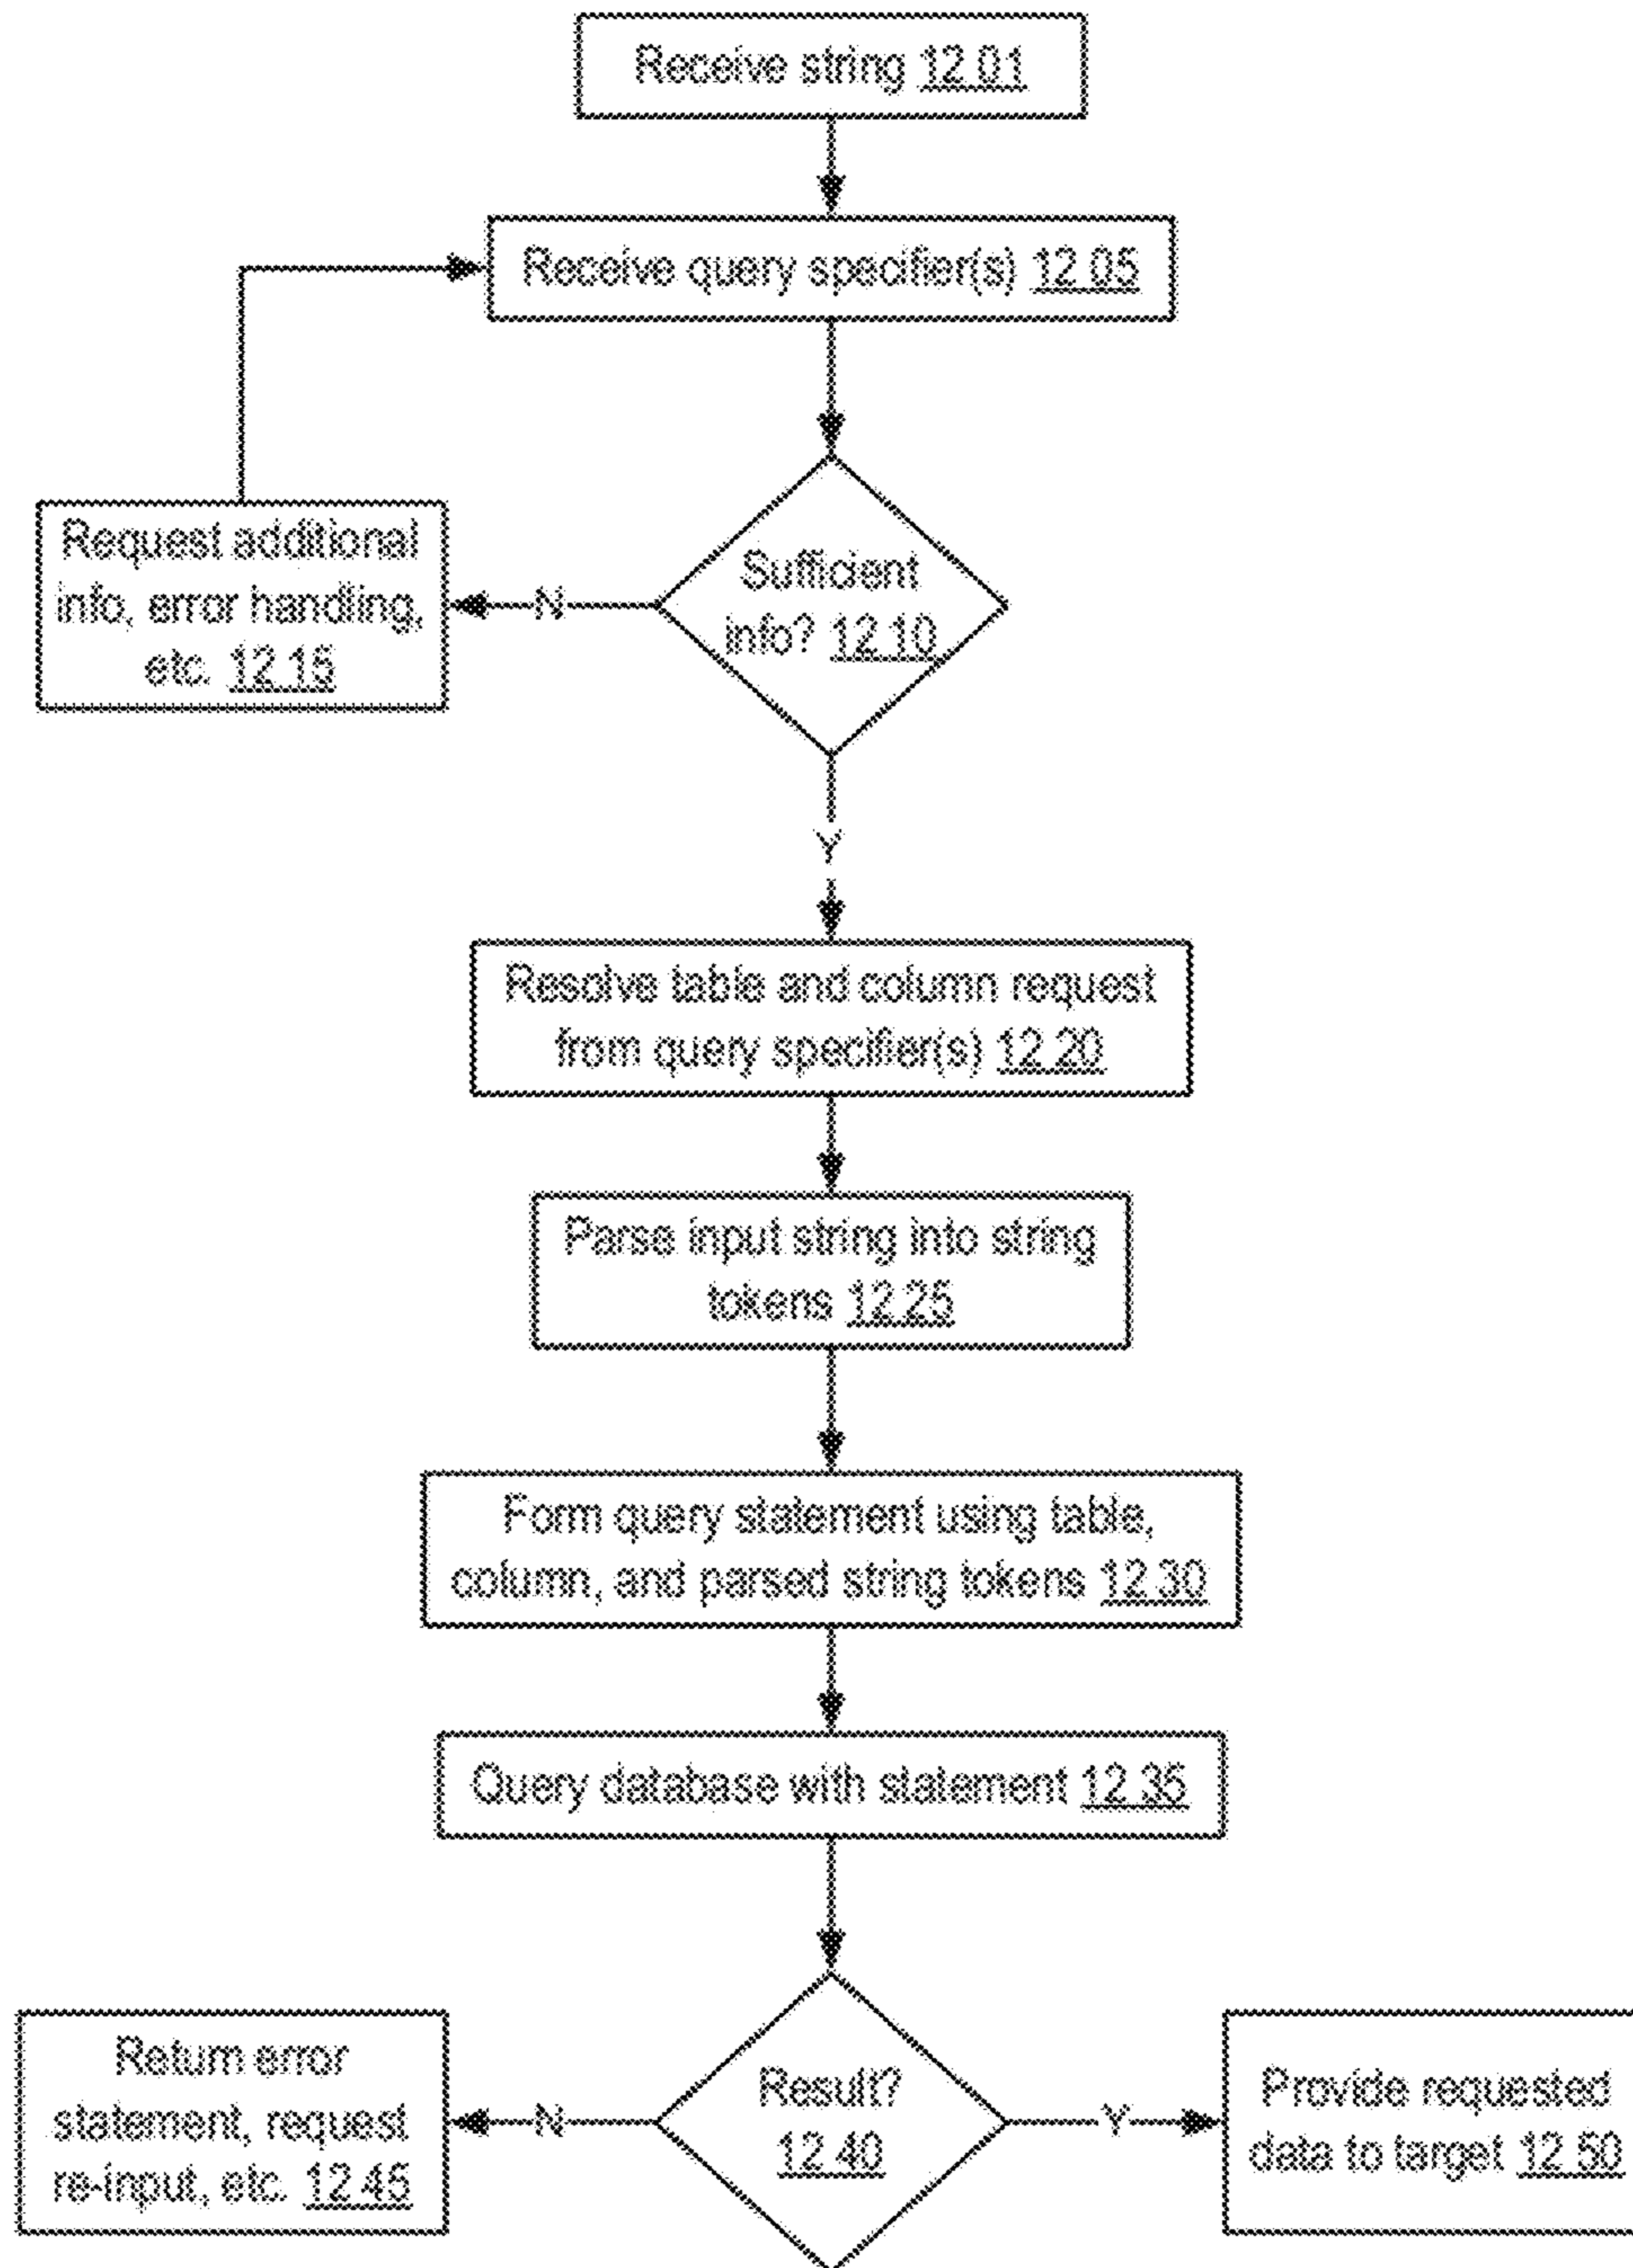 Receive string 12.01
Receive query specifier(s) 12.05
Request additional
info, error handling,
etc. 12.15
N
Sufficient
info? 12.10
Y
Resolve table and column request
from query specifier(s) 12.20
Parse input string into string
tokens 12.25
Form query statement using table,
column, and parsed string tokens 12.30
Query database with statement 12.35
Return error
statement, request
re-input, etc. 12.45
N
Result?
12.40
Y
Provide requested
data to target 12.50